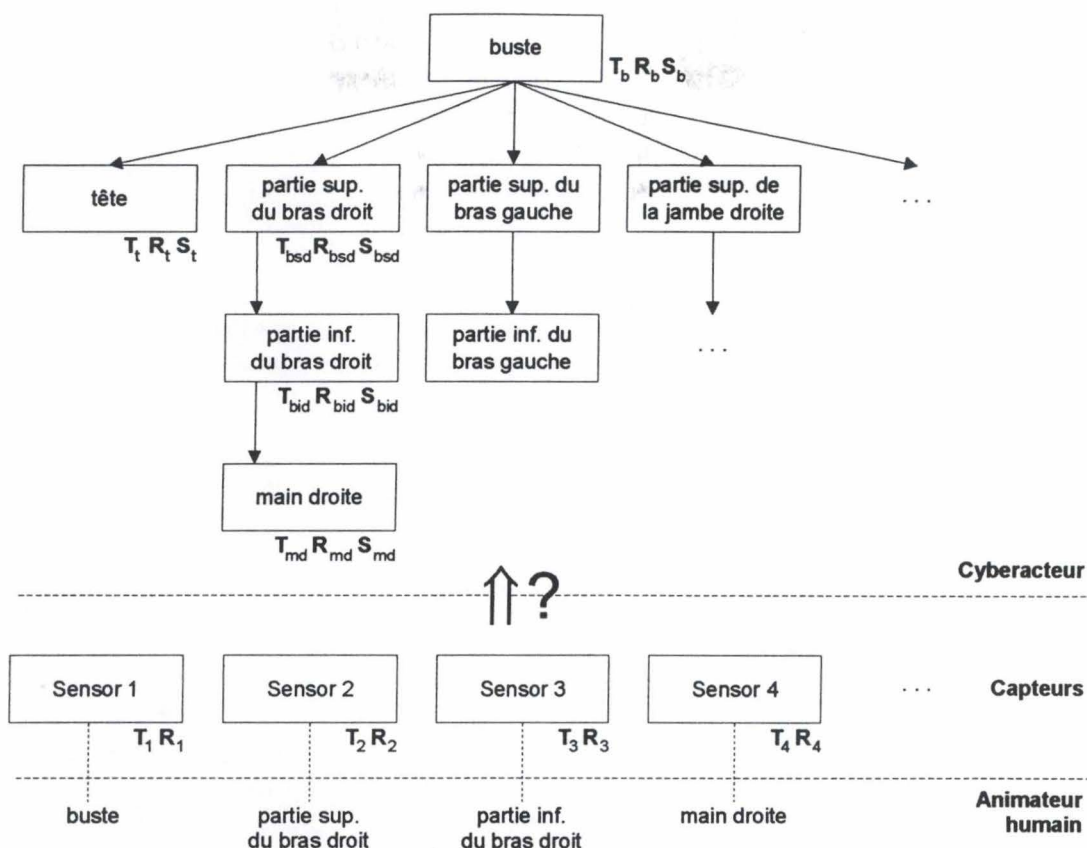 buste
T_b R_b S_b
tête
partie sup.
du bras droit
partie sup. du
bras gauche
partie sup. de
la jambe droite
...
T_t R_t S_t
T_bsd R_bsd S_bsd
partie inf.
du bras droit
partie inf. du
bras gauche
...
T_bid R_bid S_bid
main droite
T_md R_md S_md
Cyberacteur
?
Sensor 1
Sensor 2
Sensor 3
Sensor 4
...
Capteurs
T_1 R_1
T_2 R_2
T_3 R_3
T_4 R_4
buste
partie sup.
du bras droit
partie inf.
du bras droit
main droite
Animateur
humain